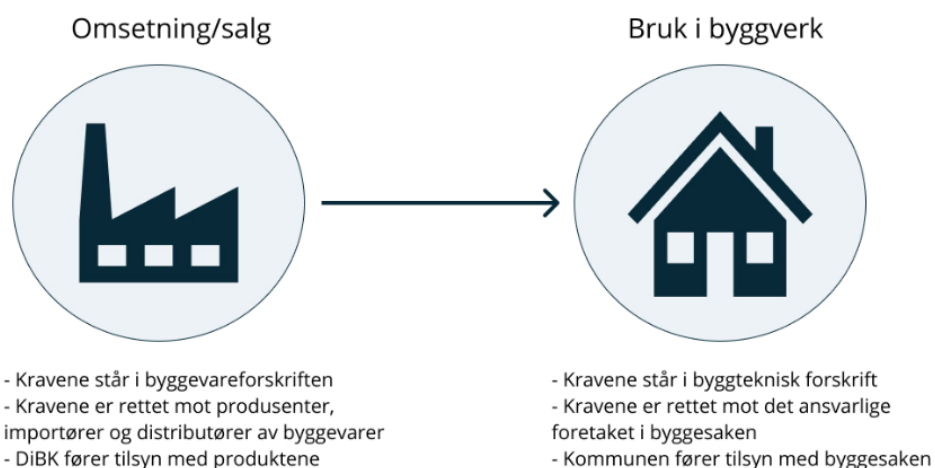 Omsetning/salg
- Kravene står i byggevareforskriften
- Kravene er rettet mot produsenter,
importører og distributører av byggevarer
- DiBK fører tilsyn med produktene
Bruk i byggverk
- Kravene står i byggteknisk forskrift
- Kravene er rettet mot det ansvarlige
foretaket i byggesaken
- Kommunen fører tilsyn med byggesaken